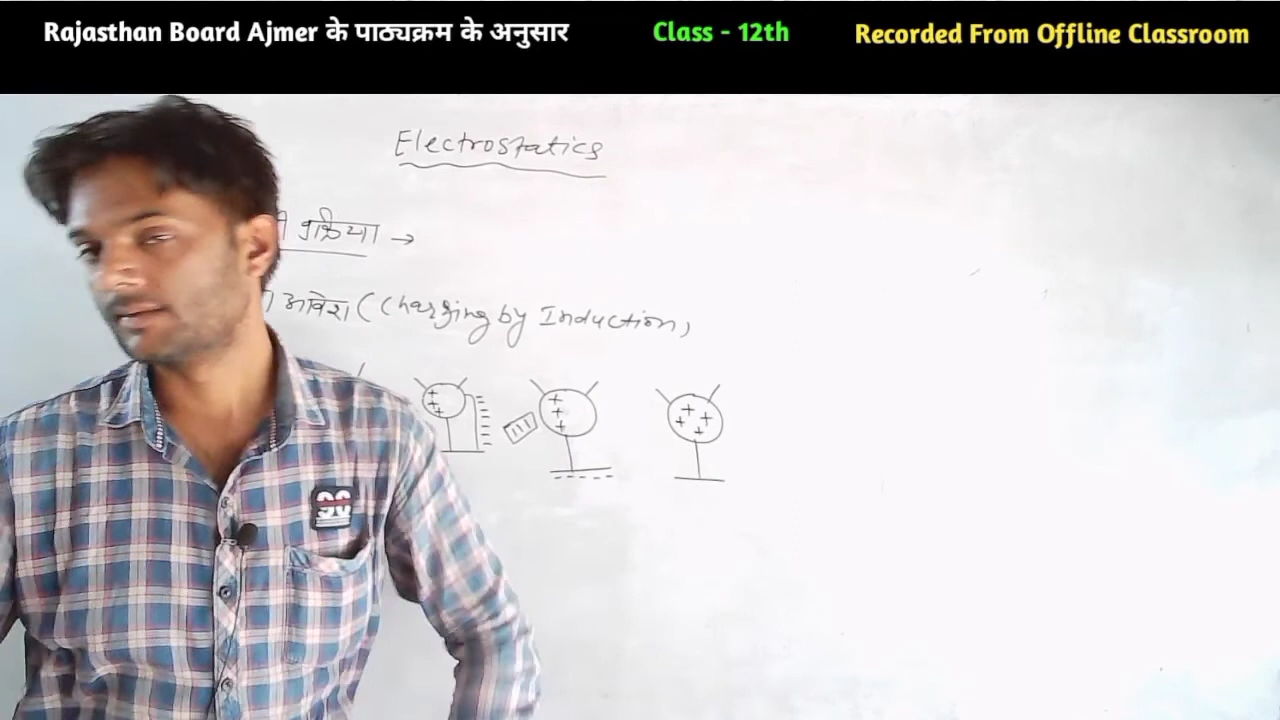 Rajasthan Board Ajmer के पाठ्यक्रम के अनुसार Class - 12th Recorded From Offline Classroom
Electrostatics
प्रक्रिया →
आवेश (Charging by Induction)